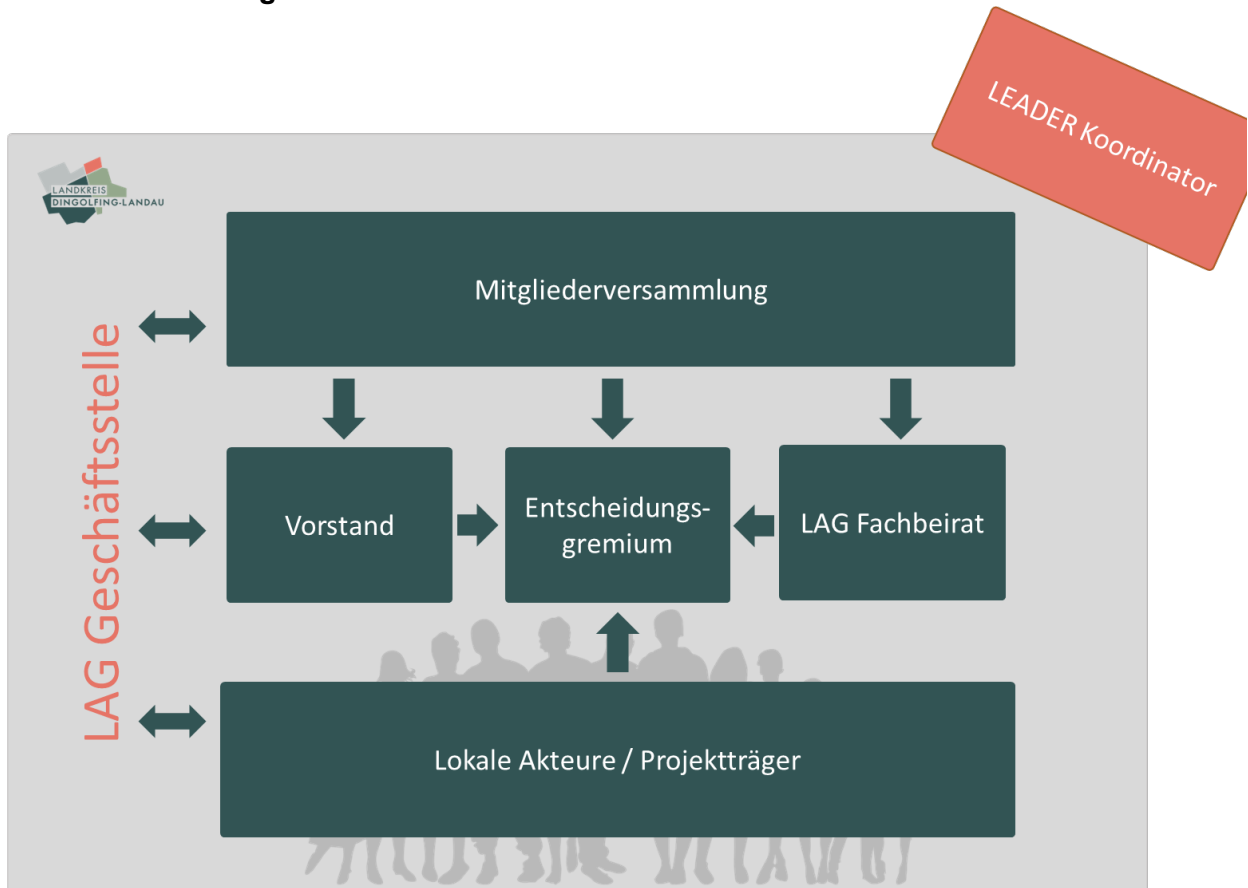 LEADER Koordinator
LANDKREIS
DINGOLFING-LANDAU
Mitgliederversammlung
LAG Geschäftsstelle
Vorstand
Entscheidungs-
gremium
LAG Fachbeirat
Lokale Akteure / Projektträger